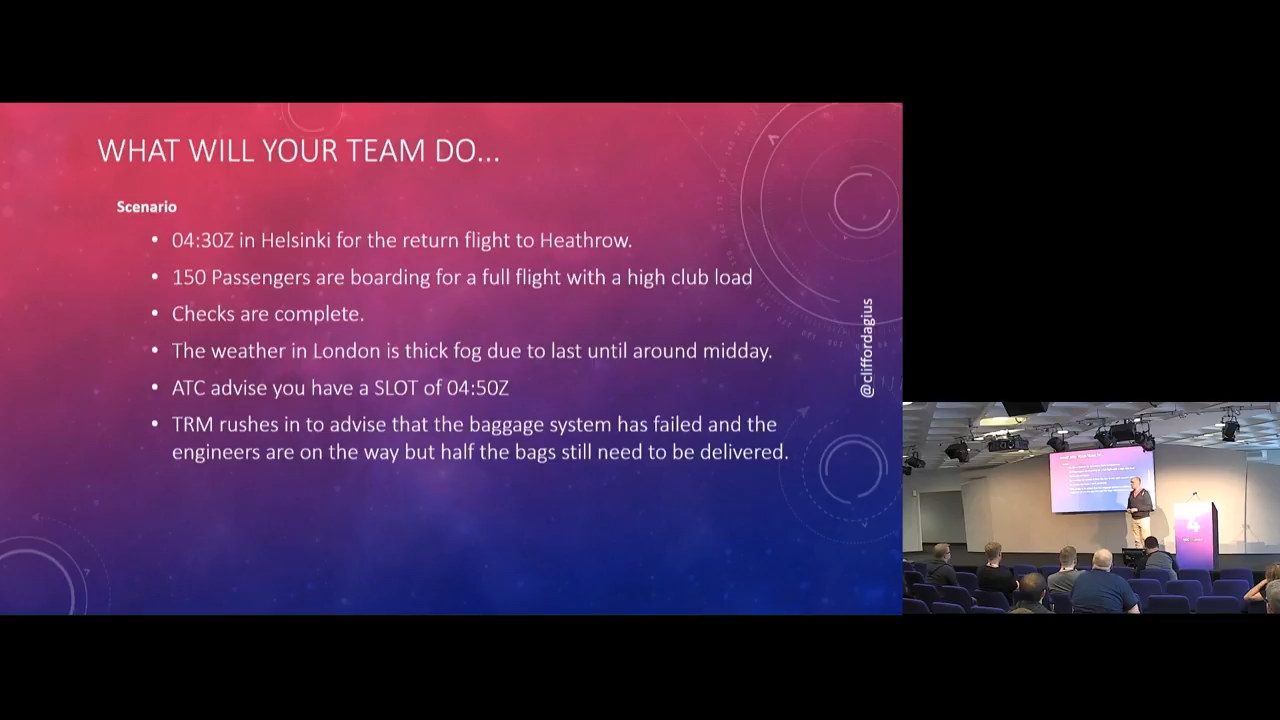 WHAT WILL YOUR TEAM DO...
Scenario
• 04:30Z in Helsinki for the return flight to Heathrow.
• 150 Passengers are boarding for a full flight with a high club load
• Checks are complete.
• The weather in London is thick fog due to last until around midday.
• ATC advise you have a SLOT of 04:50Z
• TRM rushes in to advise that the baggage system has failed and the
engineers are on the way but half the bags still need to be delivered.
@cliffordagius
4